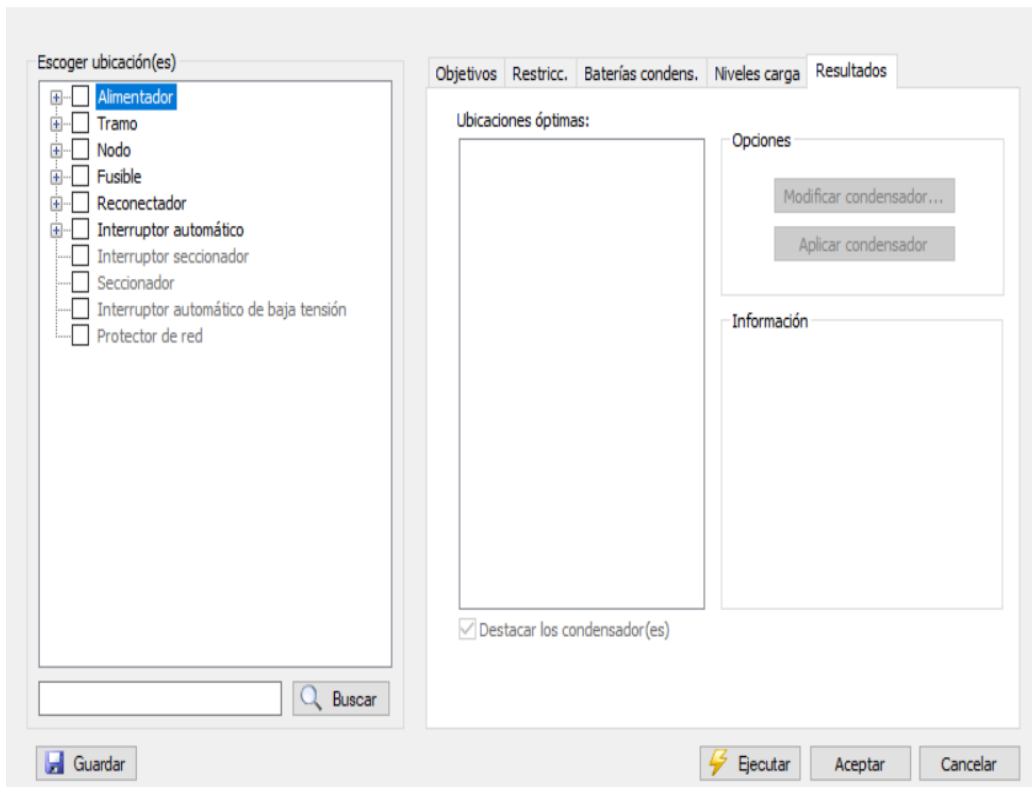 Escoger ubicación(es)
Alimentador
Tramo
Nodo
Fusible
Reconectador
Interruptor automático
Interruptor seccionador
Seccionador
Interruptor automático de baja tensión
Protector de red
Buscar
Objetivos Restricc. Baterías condens. Niveles carga Resultados
Ubicaciones óptimas:
Opciones
Modificar condensador...
Aplicar condensador
Información
Destacar los condensador(es)
Guardar
Ejecutar Aceptar Cancelar